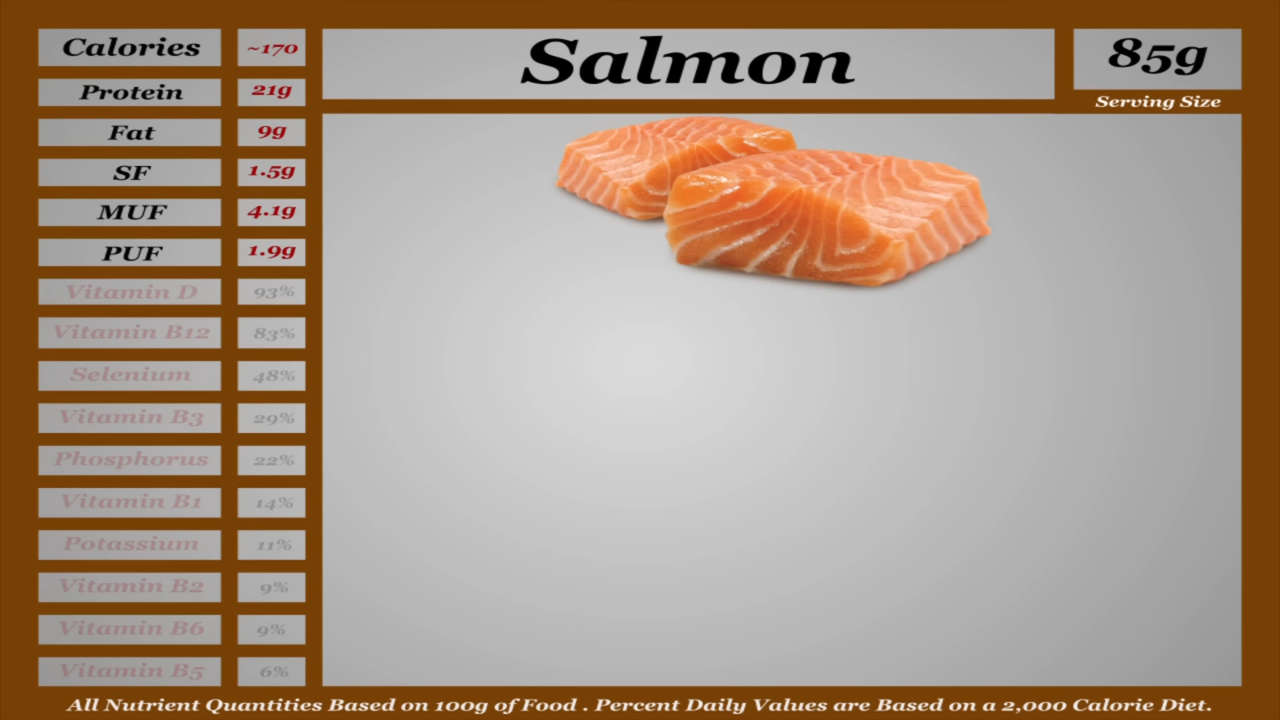 Salmon
85g
Serving Size
Calories ~170
Protein 21g
Fat 9g
SF 1.5g
MUF 4.1g
PUF 1.9g
Vitamin D 93%
Vitamin B12 83%
Selenium 48%
Vitamin B3 29%
Phosphorus 22%
Vitamin B1 14%
Potassium 11%
Vitamin B2 9%
Vitamin B6 9%
Vitamin B5 6%
All Nutrient Quantities Based on 100g of Food . Percent Daily Values are Based on a 2,000 Calorie Diet.